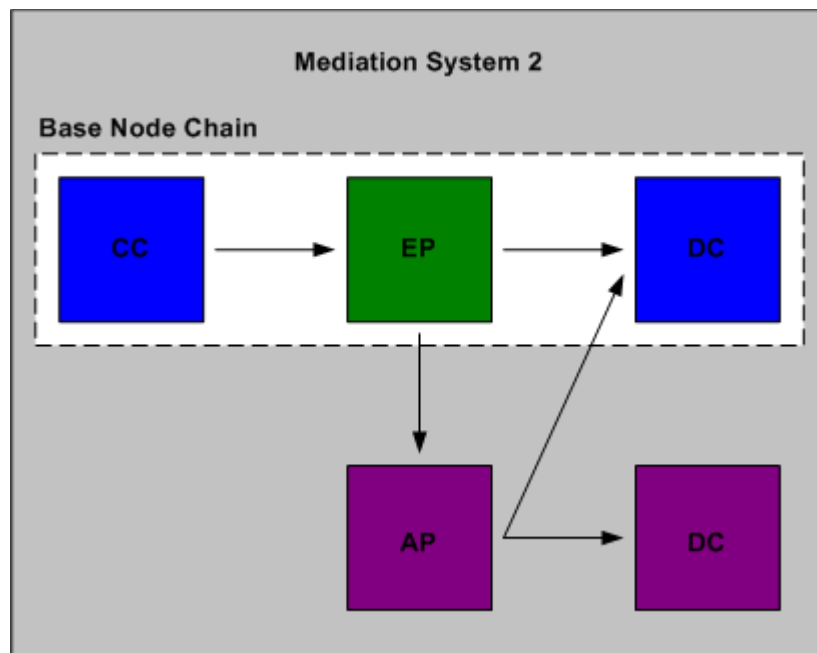 Mediation System 2
Base Node Chain
CC
EP
DC
AP
DC